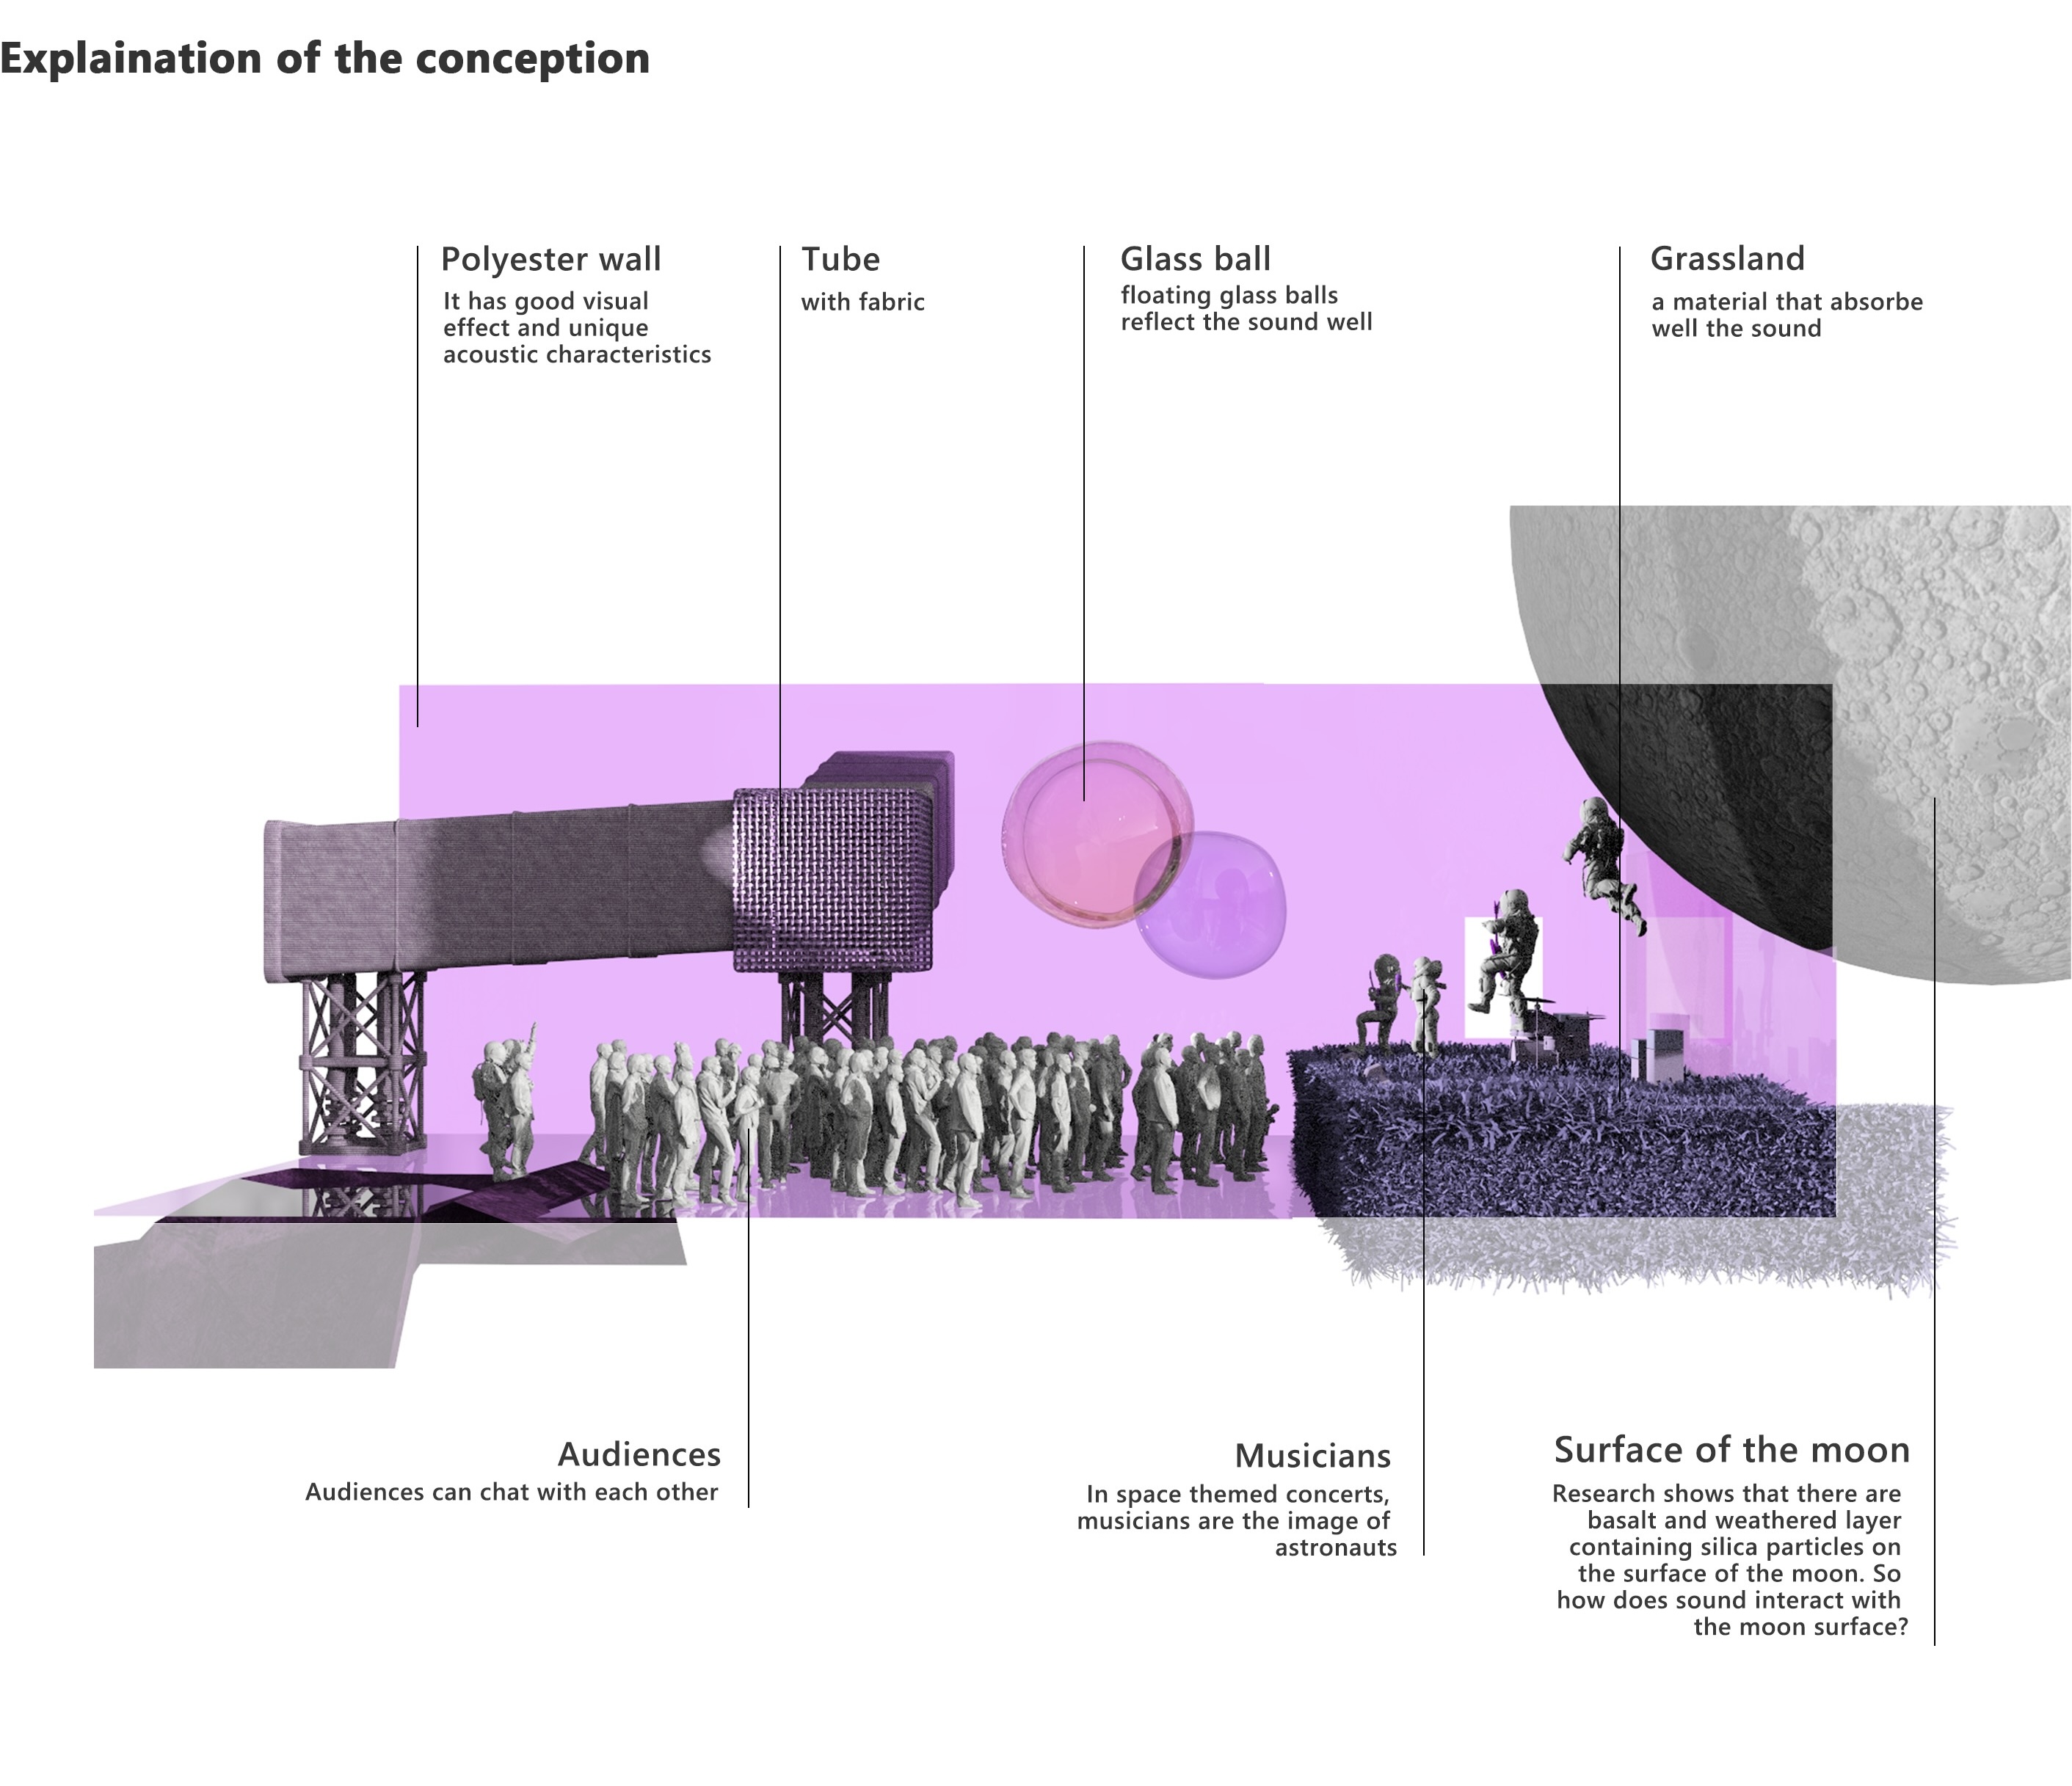 Explaination of the conception
Polyester wall
It has good visual
effect and unique
acoustic characteristics
Tube
with fabric
Glass ball
floating glass balls
reflect the sound well
Grassland
a material that absorbe
well the sound
Audiences
Audiences can chat with each other
Musicians
In space themed concerts,
musicians are the image of
astronauts
Surface of the moon
Research shows that there are
basalt and weathered layer
containing silica particles on
the surface of the moon. So
how does sound interact with
the moon surface?